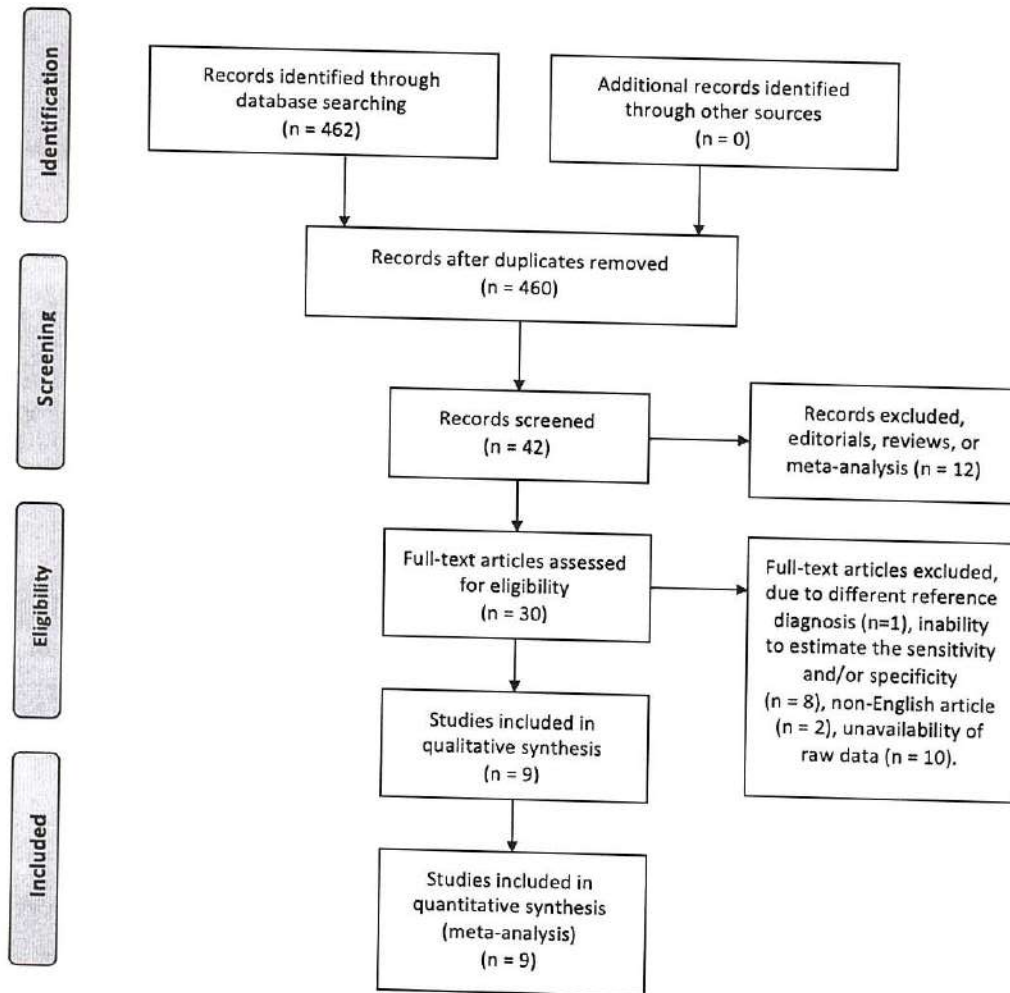 Identification
Records identified through
database searching
(n = 462)
Additional records identified
through other sources
(n = 0)
Records after duplicates removed
(n = 460)
Screening
Records screened
(n = 42)
Records excluded,
editorials, reviews, or
meta-analysis (n = 12)
Eligibility
Full-text articles assessed
for eligibility
(n = 30)
Full-text articles excluded,
due to different reference
diagnosis (n=1), inability
to estimate the sensitivity
and/or specificity
(n = 8), non-English article
(n = 2), unavailability of
raw data (n = 10).
Studies included in
qualitative synthesis
(n = 9)
Included
Studies included in
quantitative synthesis
(meta-analysis)
(n = 9)